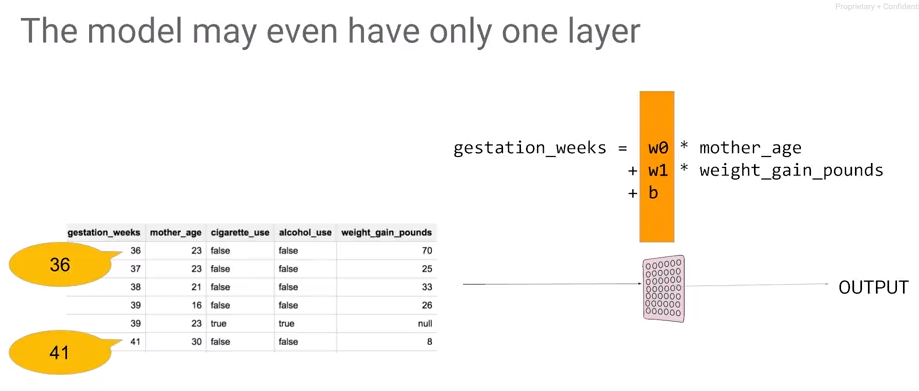 Proprietary + Confidenti
The model may even have only one layer
gestation_weeks = w0 * mother_age
+ w1 * weight_gain_pounds
+ b
gestation_weeks mother_age cigarette_use alcohol_use weight_gain_pounds
36 23 false false 70
37 23 false false 25
38 21 false false 33
39 16 false false 26
39 23 true true null
41 30 false false 8
36
41
OUTPUT